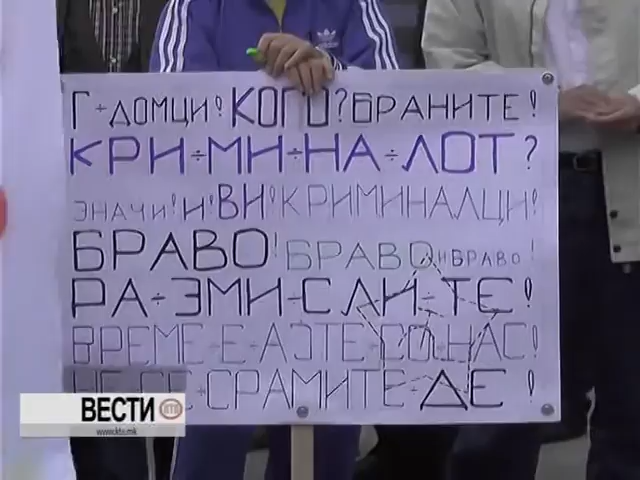 Г÷ДОМЦИ! КОГО? БРАНИТЕ!
КРИ÷МИ÷НА÷ЛОТ?
ЗНАЧИ! И! ВИ! КРИМИНАЛЦИ!
БРАВО! БРАВО И БРАВО!
РА÷ЗМИ÷СЛИ÷ТЕ!
ВРЕМЕ÷Е÷АЈТЕ÷СО НАС!
НЕ СЕ÷СРАМИТЕ÷ДЕ!
ВЕСТИ КТВ
www.ktv.mk